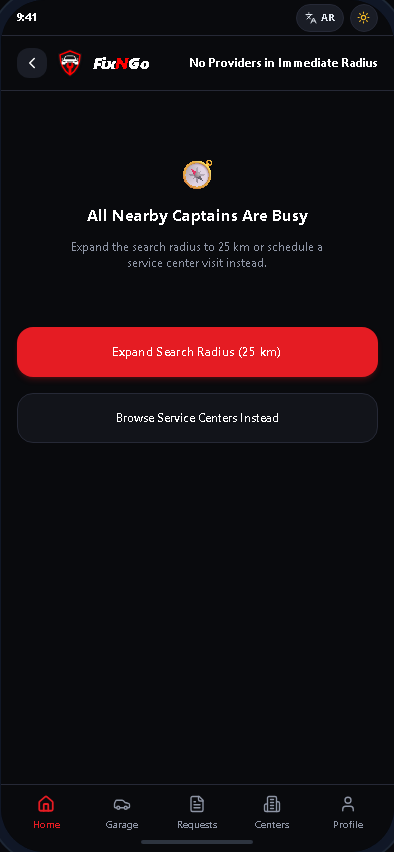 9:41
AR
FixNGo
No Providers in Immediate Radius
All Nearby Captains Are Busy
Expand the search radius to 25 km or schedule a
service center visit instead.
Expand Search Radius (25 km)
Browse Service Centers Instead
Home
Garage
Requests
Centers
Profile